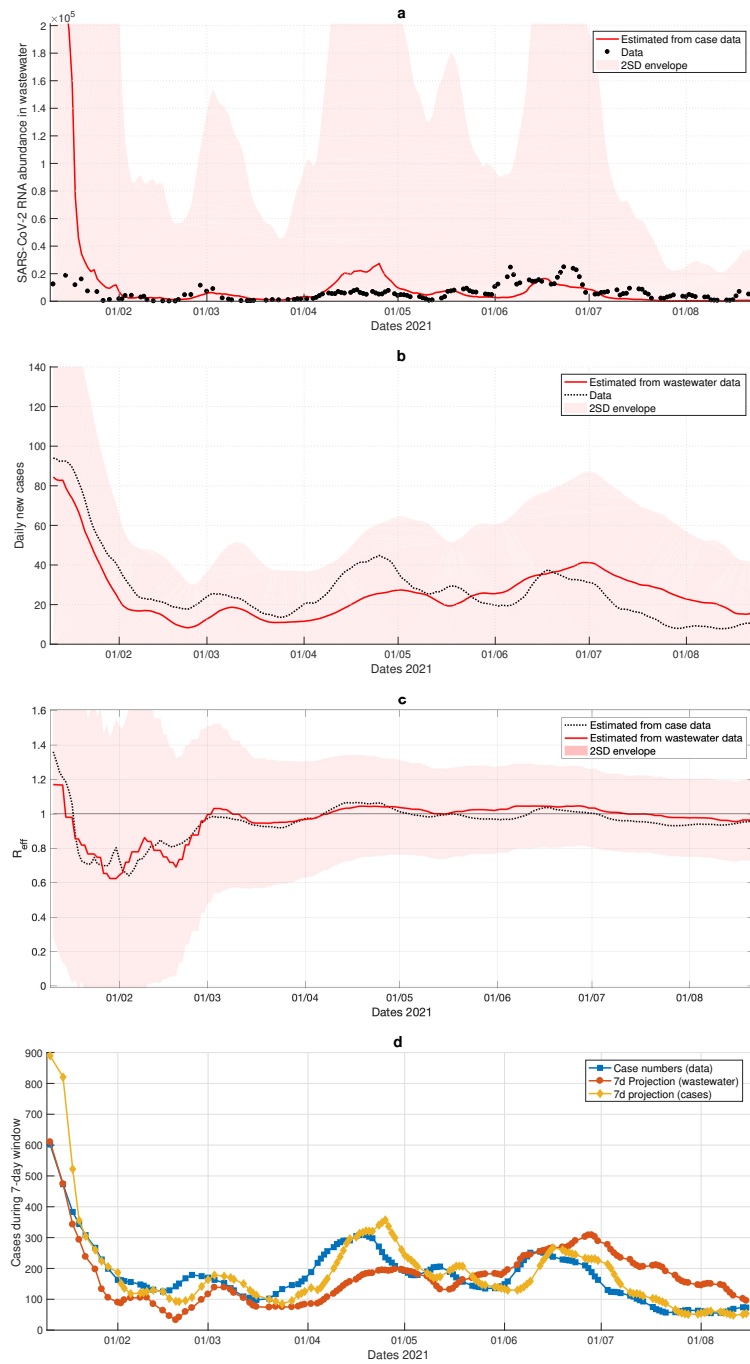 a
×10⁵
2
1.8
1.6
1.4
1.2
1
0.8
0.6
0.4
0.2
0
SARS-CoV-2 RNA abundance in wastewater
Estimated from case data
Data
2SD envelope
01/02 01/03 01/04 01/05 01/06 01/07 01/08
Dates 2021
b
140
120
100
80
60
40
20
0
Daily new cases
Estimated from wastewater data
Data
2SD envelope
01/02 01/03 01/04 01/05 01/06 01/07 01/08
Dates 2021
c
1.6
1.4
1.2
1
0.8
0.6
0.4
0.2
0
R_eff
Estimated from case data
Estimated from wastewater data
2SD envelope
01/02 01/03 01/04 01/05 01/06 01/07 01/08
Dates 2021
d
900
800
700
600
500
400
300
200
100
0
Cases during 7-day window
Case numbers (data)
7d Projection (wastewater)
7d projection (cases)
01/02 01/03 01/04 01/05 01/06 01/07 01/08
Dates 2021